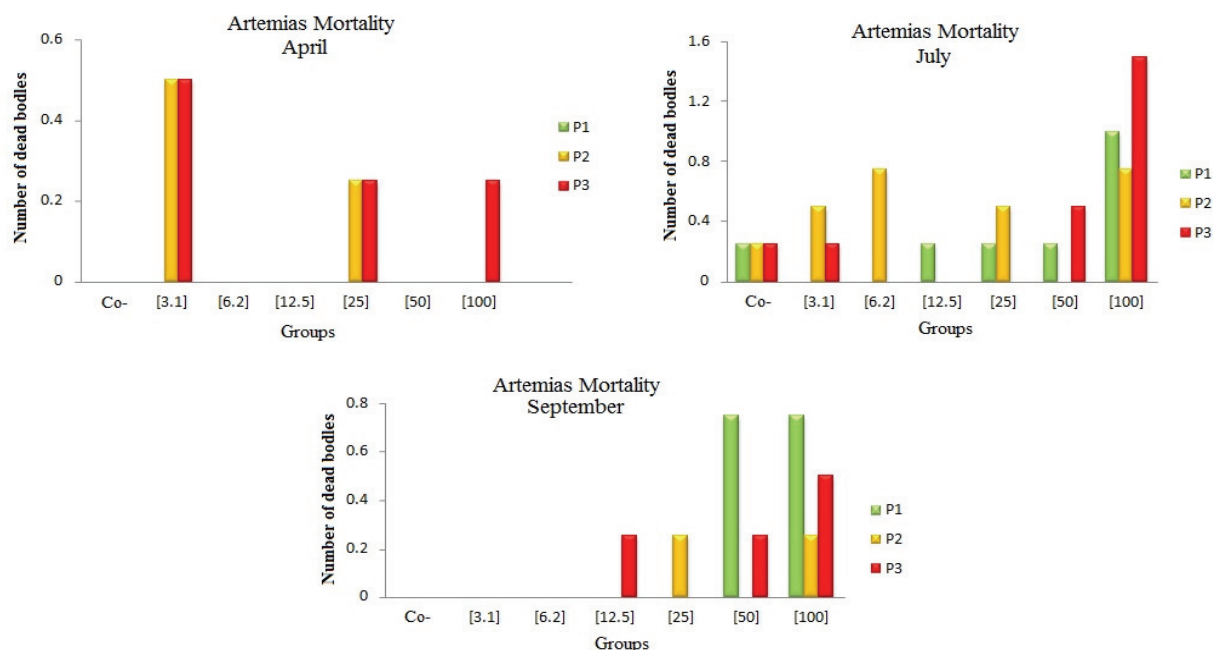 Artemias Mortality
April
Number of dead bodles
0.6
0.4
0.2
0
Co- [3.1] [6.2] [12.5] [25] [50] [100]
Groups
P1
P2
P3
Artemias Mortality
July
Number of dead bodles
1.6
1.2
0.8
0.4
0
Co- [3.1] [6.2] [12.5] [25] [50] [100]
Groups
P1
P2
P3
Artemias Mortality
September
Number of dead bodles
0.8
0.6
0.4
0.2
0
Co- [3.1] [6.2] [12.5] [25] [50] [100]
Groups
P1
P2
P3